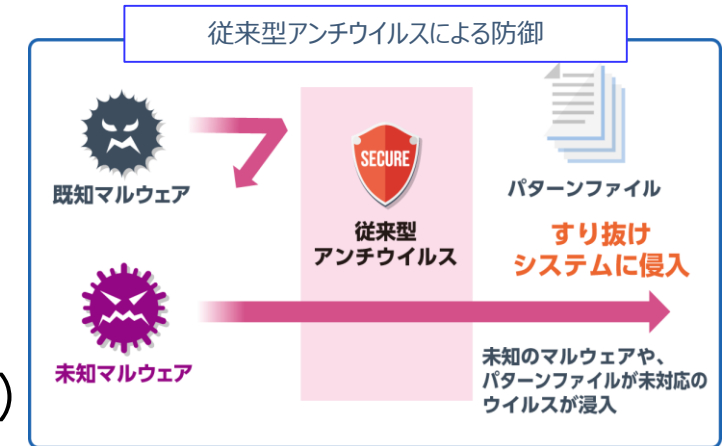 従来型アンチウイルスによる防御
既知マルウェア
SECURE
従来型
アンチウイルス
パターンファイル
すり抜け
システムに侵入
未知マルウェア
未知のマルウェアや、
パターンファイルが未対応の
ウイルスが浸入
)